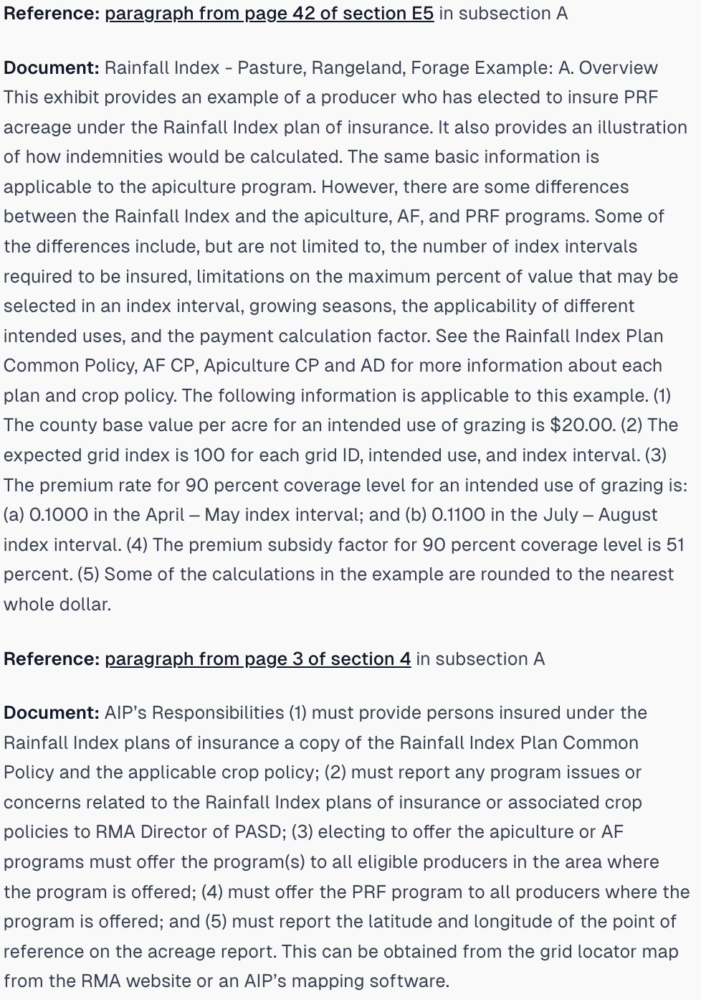 Reference: paragraph from page 42 of section E5 in subsection A
Document: Rainfall Index - Pasture, Rangeland, Forage Example: A. Overview
This exhibit provides an example of a producer who has elected to insure PRF
acreage under the Rainfall Index plan of insurance. It also provides an illustration
of how indemnities would be calculated. The same basic information is
applicable to the apiculture program. However, there are some differences
between the Rainfall Index and the apiculture, AF, and PRF programs. Some of
the differences include, but are not limited to, the number of index intervals
required to be insured, limitations on the maximum percent of value that may be
selected in an index interval, growing seasons, the applicability of different
intended uses, and the payment calculation factor. See the Rainfall Index Plan
Common Policy, AF CP, Apiculture CP and AD for more information about each
plan and crop policy. The following information is applicable to this example. (1)
The county base value per acre for an intended use of grazing is $20.00. (2) The
expected grid index is 100 for each grid ID, intended use, and index interval. (3)
The premium rate for 90 percent coverage level for an intended use of grazing is:
(a) 0.1000 in the April – May index interval; and (b) 0.1100 in the July – August
index interval. (4) The premium subsidy factor for 90 percent coverage level is 51
percent. (5) Some of the calculations in the example are rounded to the nearest
whole dollar.
Reference: paragraph from page 3 of section 4 in subsection A
Document: AIP’s Responsibilities (1) must provide persons insured under the
Rainfall Index plans of insurance a copy of the Rainfall Index Plan Common
Policy and the applicable crop policy; (2) must report any program issues or
concerns related to the Rainfall Index plans of insurance or associated crop
policies to RMA Director of PASD; (3) electing to offer the apiculture or AF
programs must offer the program(s) to all eligible producers in the area where
the program is offered; (4) must offer the PRF program to all producers where the
program is offered; and (5) must report the latitude and longitude of the point of
reference on the acreage report. This can be obtained from the grid locator map
from the RMA website or an AIP’s mapping software.